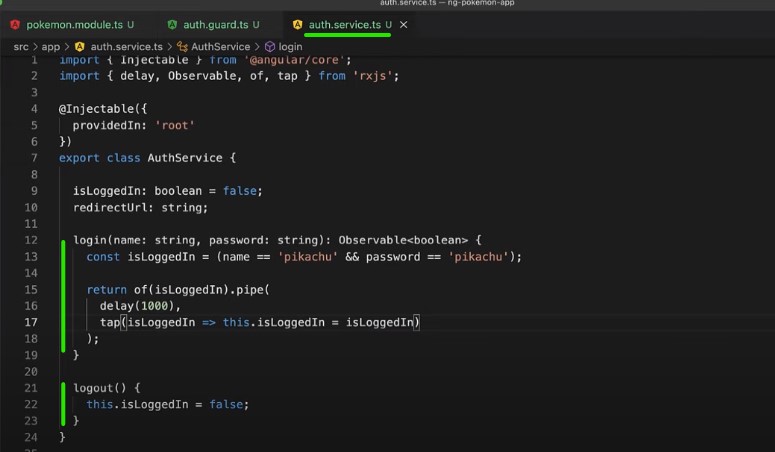 auth.service.ts — ng-pokemon-app
pokemon.module.ts U auth.guard.ts U auth.service.ts U ×
src > app > auth.service.ts > AuthService > login
1 import { Injectable } from '@angular/core';
2 import { delay, Observable, of, tap } from 'rxjs';
3
4 @Injectable({
5 providedIn: 'root'
6 })
7 export class AuthService {
8
9 isLoggedIn: boolean = false;
10 redirectUrl: string;
11
12 login(name: string, password: string): Observable<boolean> {
13 const isLoggedIn = (name == 'pikachu' && password == 'pikachu');
14
15 return of(isLoggedIn).pipe(
16 delay(1000),
17 tap(isLoggedIn => this.isLoggedIn = isLoggedIn)
18 );
19 }
20
21 logout() {
22 this.isLoggedIn = false;
23 }
24 }
25